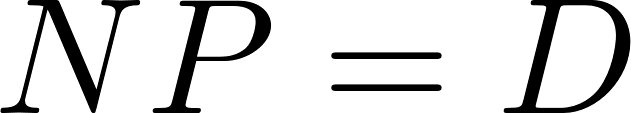 NP = D